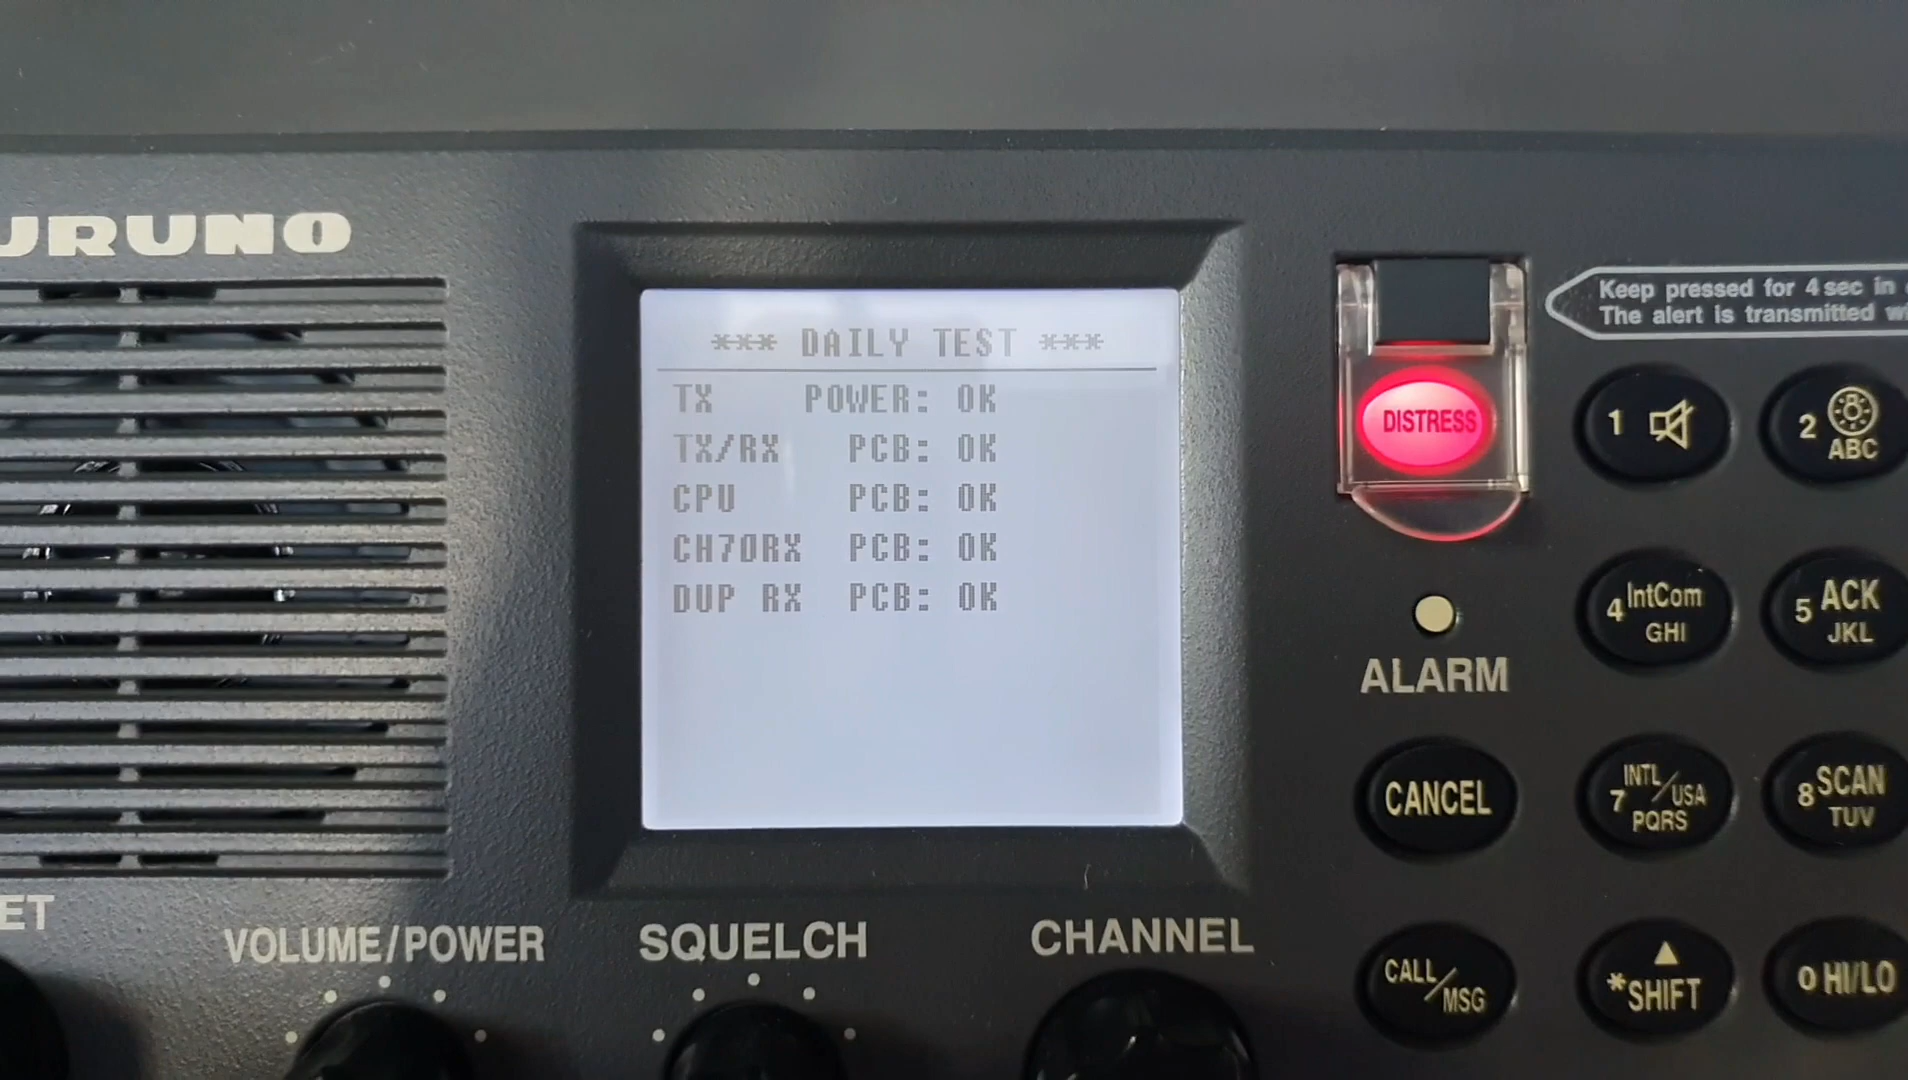 URUNO
*** DAILY TEST ***
TX POWER: OK
TX/RX PCB: OK
CPU PCB: OK
CH70RX PCB: OK
DUP RX PCB: OK
DISTRESS
Keep pressed for 4 sec in
The alert is transmitted
1
2 ABC
ALARM
4 IntCom GHI
5 ACK JKL
CANCEL
7 INTL/USA PQRS
8 SCAN TUV
ET
VOLUME/POWER
SQUELCH
CHANNEL
CALL/MSG
* SHIFT
0 HI/LO